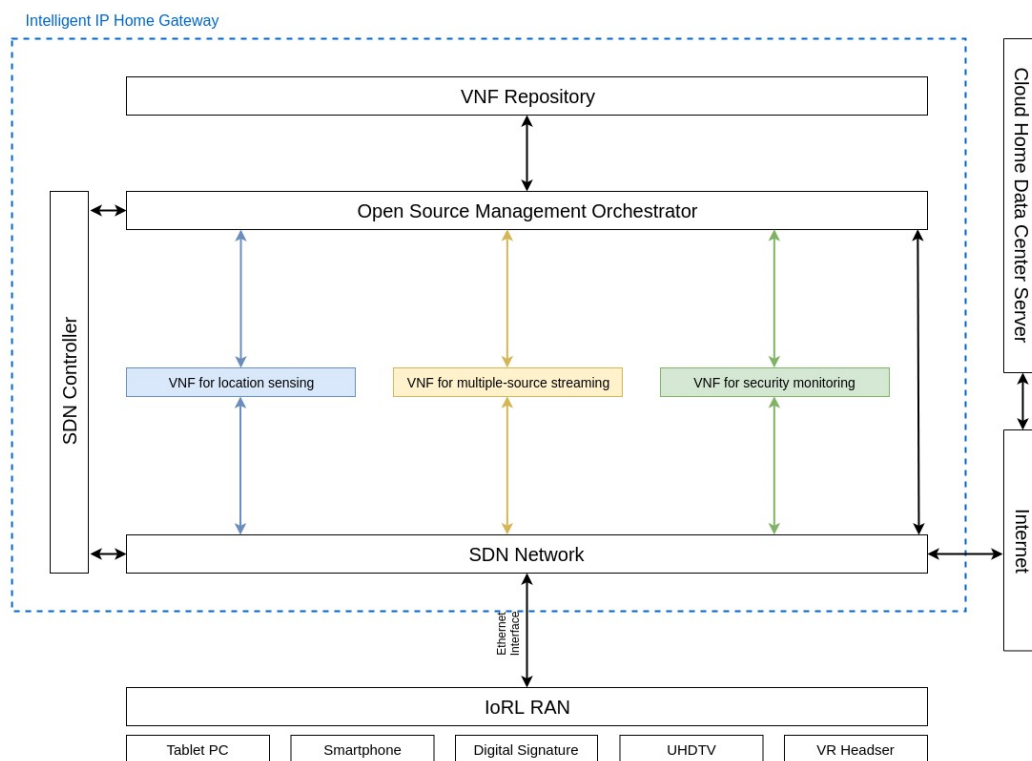 Intelligent IP Home Gateway
VNF Repository
Cloud Home Data Center Server
Open Source Management Orchestrator
SDN Controller
VNF for location sensing
VNF for multiple-source streaming
VNF for security monitoring
SDN Network
Internet
Ethernet
Interface
IoRL RAN
Tablet PC
Smartphone
Digital Signature
UHDTV
VR Headser